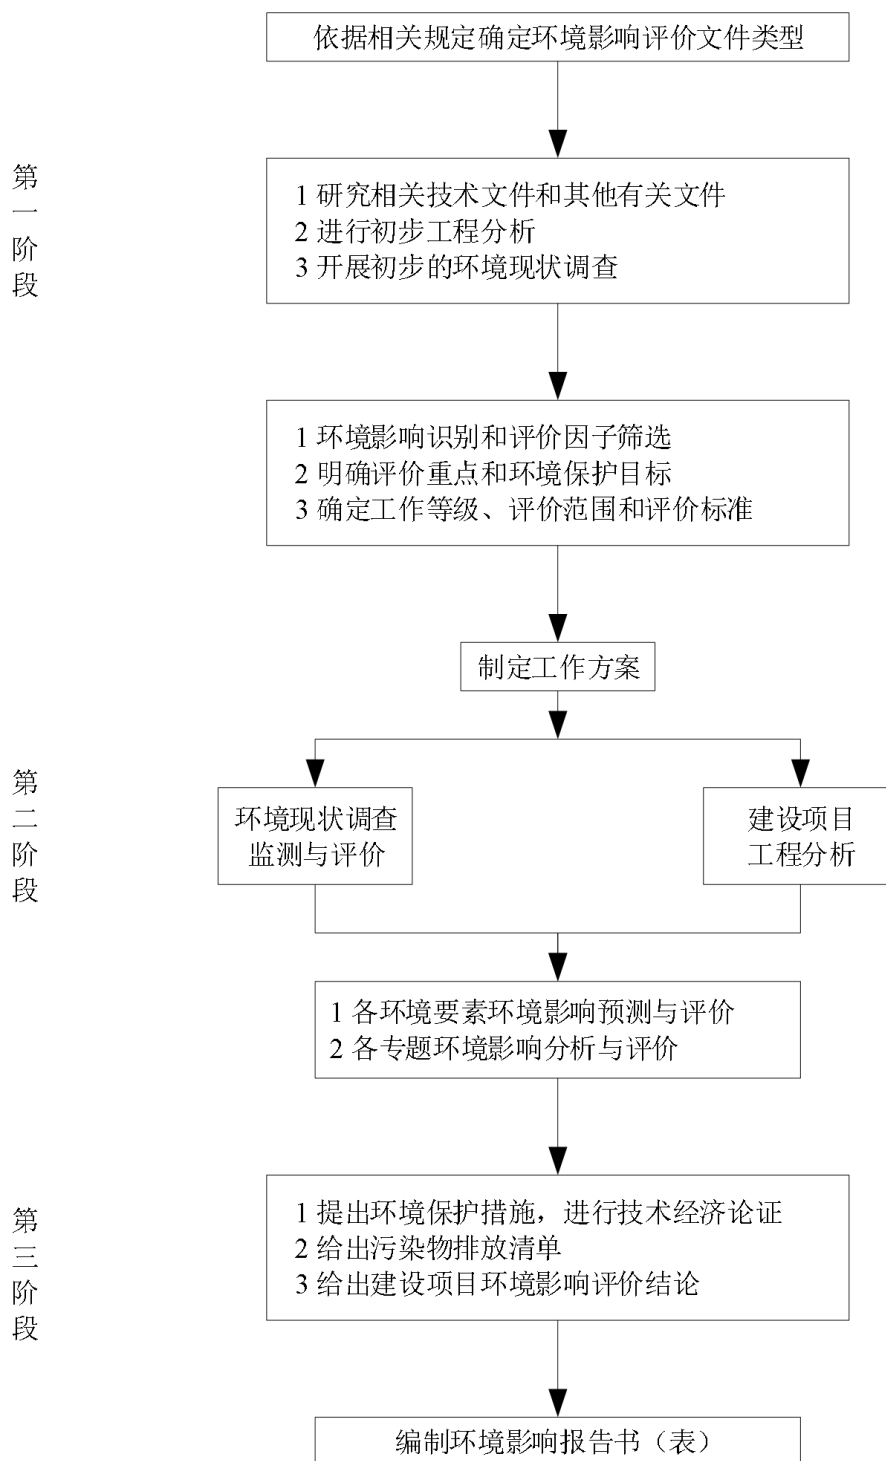 依据相关规定确定环境影响评价文件类型
第一阶段
1 研究相关技术文件和其他有关文件
2 进行初步工程分析
3 开展初步的环境现状调查
1 环境影响识别和评价因子筛选
2 明确评价重点和环境保护目标
3 确定工作等级、评价范围和评价标准
制定工作方案
第二阶段
环境现状调查
监测与评价
建设项目
工程分析
1 各环境要素环境影响预测与评价
2 各专题环境影响分析与评价
第三阶段
1 提出环境保护措施，进行技术经济论证
2 给出污染物排放清单
3 给出建设项目环境影响评价结论
编制环境影响报告书（表）